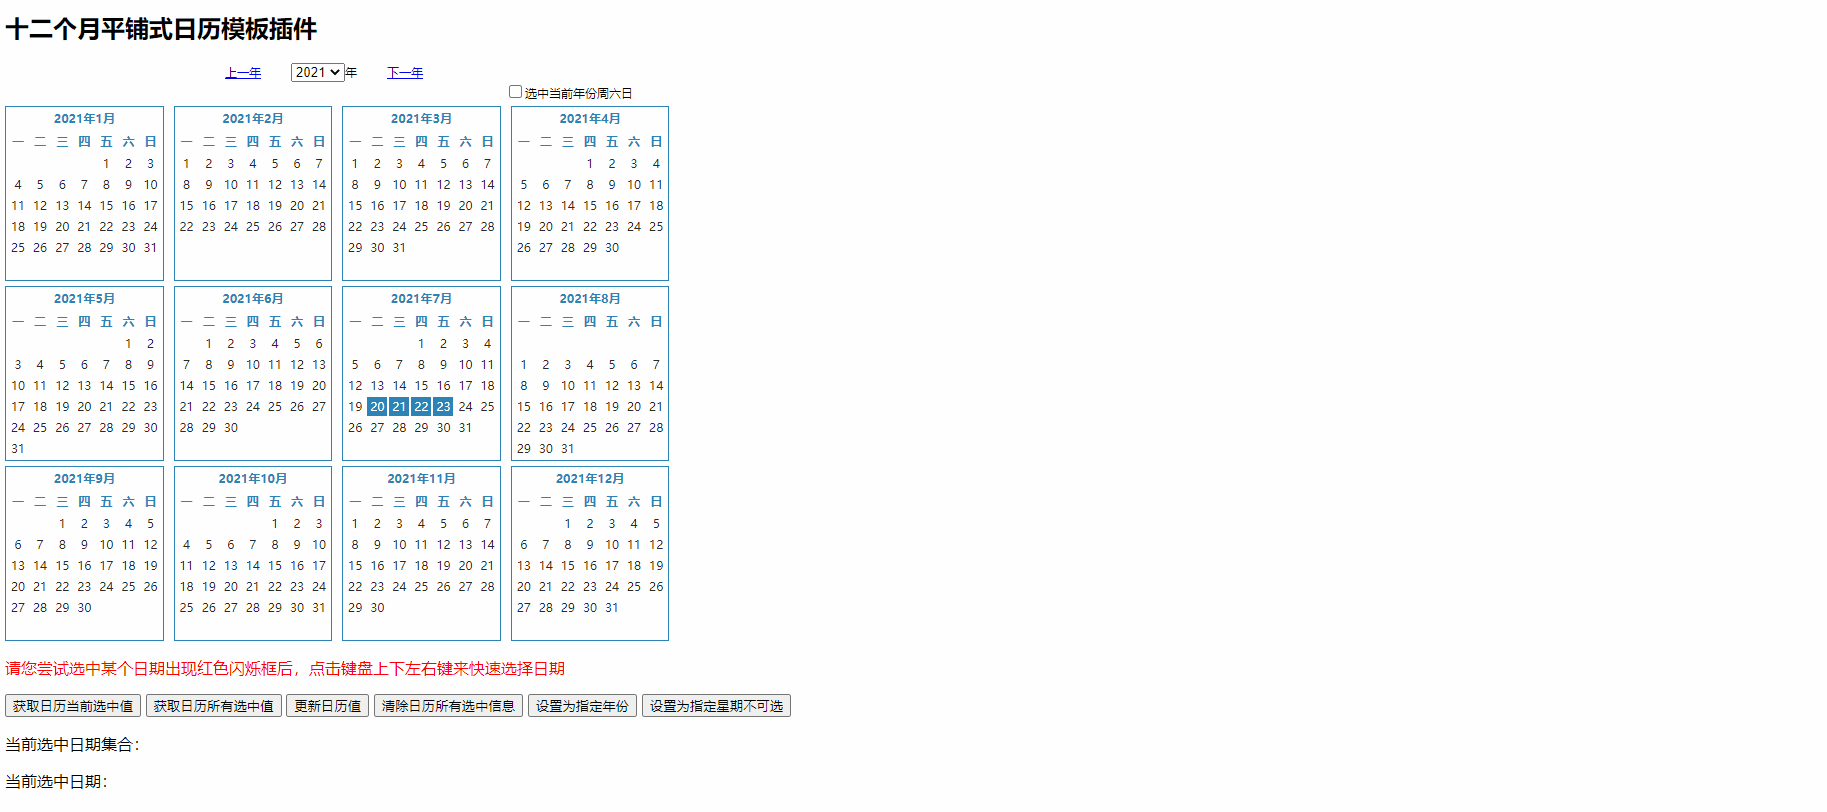 十二个月平铺式日历模板插件
上一年 2021 年 下一年
选中当前年份周六日
2021年1月 2021年2月 2021年3月 2021年4月
一 二 三 四 五 六 日 一 二 三 四 五 六 日 一 二 三 四 五 六 日 一 二 三 四 五 六 日
1 2 3 1 2 3 4 5 6 7 1 2 3 4 5 6 7 1 2 3 4
4 5 6 7 8 9 10 8 9 10 11 12 13 14 8 9 10 11 12 13 14 5 6 7 8 9 10 11
11 12 13 14 15 16 17 15 16 17 18 19 20 21 15 16 17 18 19 20 21 12 13 14 15 16 17 18
18 19 20 21 22 23 24 22 23 24 25 26 27 28 22 23 24 25 26 27 28 19 20 21 22 23 24 25
25 26 27 28 29 30 31 29 30 31 26 27 28 29 30
2021年5月 2021年6月 2021年7月 2021年8月
一 二 三 四 五 六 日 一 二 三 四 五 六 日 一 二 三 四 五 六 日 一 二 三 四 五 六 日
1 2 1 2 3 4 5 6 1 2 3 4
3 4 5 6 7 8 9 7 8 9 10 11 12 13 5 6 7 8 9 10 11 1 2 3 4 5 6 7
10 11 12 13 14 15 16 14 15 16 17 18 19 20 12 13 14 15 16 17 18 8 9 10 11 12 13 14
17 18 19 20 21 22 23 21 22 23 24 25 26 27 19 20 21 22 23 24 25 15 16 17 18 19 20 21
24 25 26 27 28 29 30 28 29 30 26 27 28 29 30 31 22 23 24 25 26 27 28
31 29 30 31
2021年9月 2021年10月 2021年11月 2021年12月
一 二 三 四 五 六 日 一 二 三 四 五 六 日 一 二 三 四 五 六 日 一 二 三 四 五 六 日
1 2 3 4 5 1 2 3 1 2 3 4 5 6 7 1 2 3 4 5
6 7 8 9 10 11 12 4 5 6 7 8 9 10 8 9 10 11 12 13 14 6 7 8 9 10 11 12
13 14 15 16 17 18 19 11 12 13 14 15 16 17 15 16 17 18 19 20 21 13 14 15 16 17 18 19
20 21 22 23 24 25 26 18 19 20 21 22 23 24 22 23 24 25 26 27 28 20 21 22 23 24 25 26
27 28 29 30 25 26 27 28 29 30 31 29 30 27 28 29 30 31
请您尝试选中某个日期出现红色闪烁框后，点击键盘上下左右键来快速选择日期
获取日历当前选中值 获取日历所有选中值 更新日历值 清除日历所有选中信息 设置为指定年份 设置为指定星期不可选
当前选中日期集合：
当前选中日期：